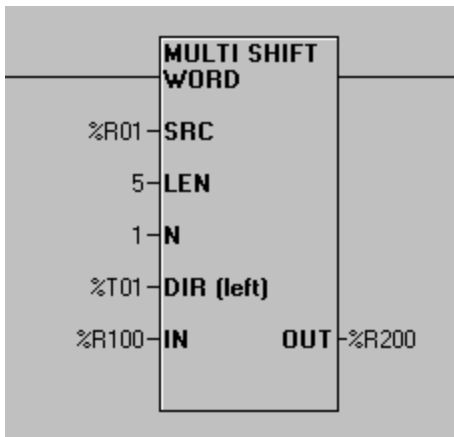 MULTI SHIFT
WORD
%R01 SRC
5 LEN
1 N
%T01 DIR (left)
%R100 IN OUT %R200